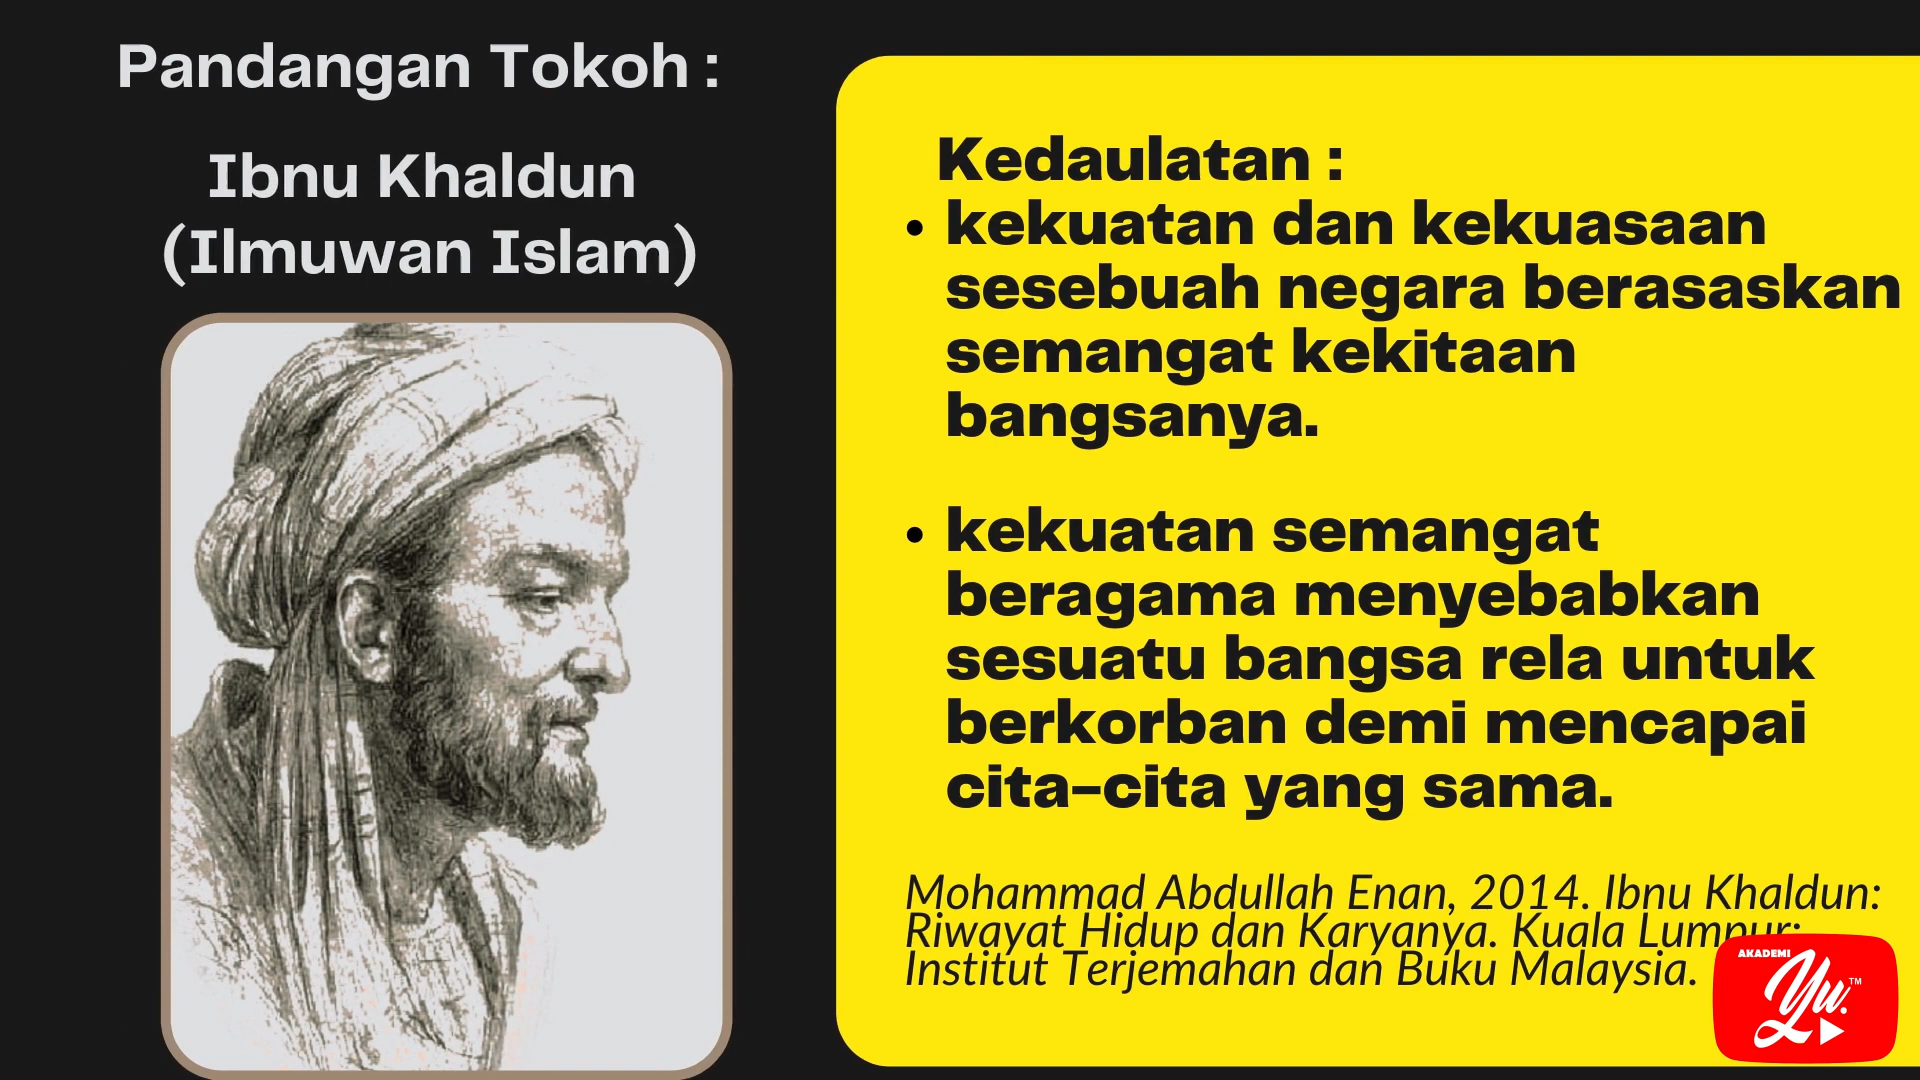 Pandangan Tokoh :
Ibnu Khaldun
(Ilmuwan Islam)
Kedaulatan :
• kekuatan dan kekuasaan
sesebuah negara berasaskan
semangat kekitaan
bangsanya.
• kekuatan semangat
beragama menyebabkan
sesuatu bangsa rela untuk
berkorban demi mencapai
cita-cita yang sama.
Mohammad Abdullah Enan, 2014. Ibnu Khaldun:
Riwayat Hidup dan Karyanya. Kuala Lumpur:
Institut Terjemahan dan Buku Malaysia.
AKADEMI
Yu.™